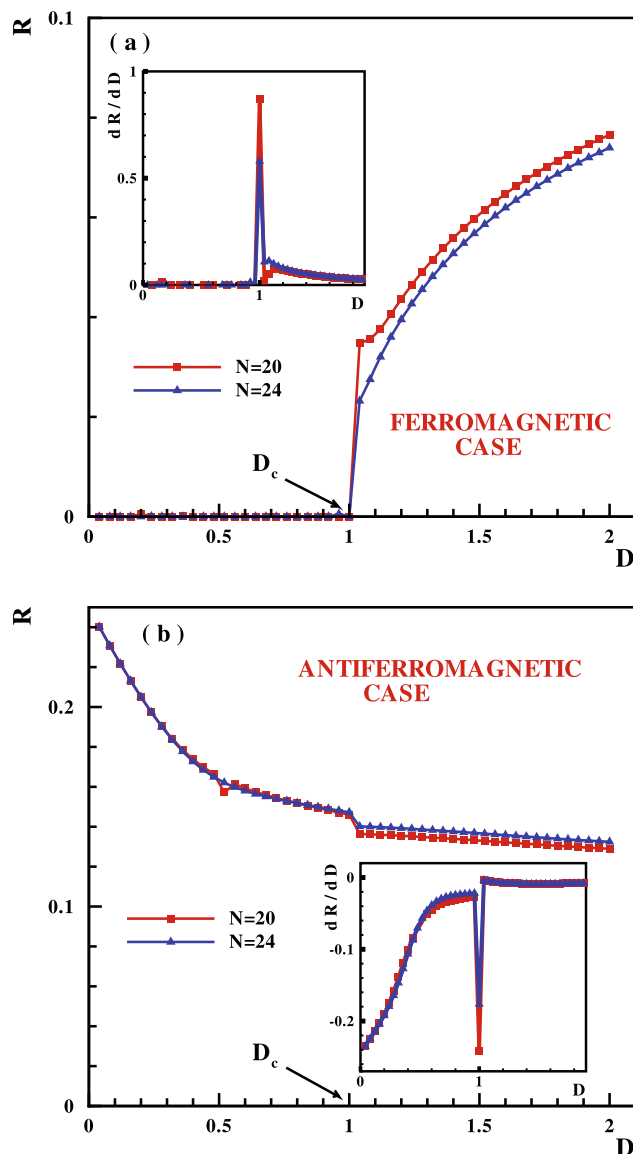 R
0.1
( a )
1
d R / d D
0.5
0
0
1
D
N=20
N=24
FERROMAGNETIC
CASE
D_c
0
0
0.5
1
1.5
2
D
R
( b )
ANTIFERROMAGNETIC
CASE
0.2
0
d R / d D
-0.1
-0.2
0
1
D
0.1
N=20
N=24
D_c
0
0
0.5
1
1.5
2
D